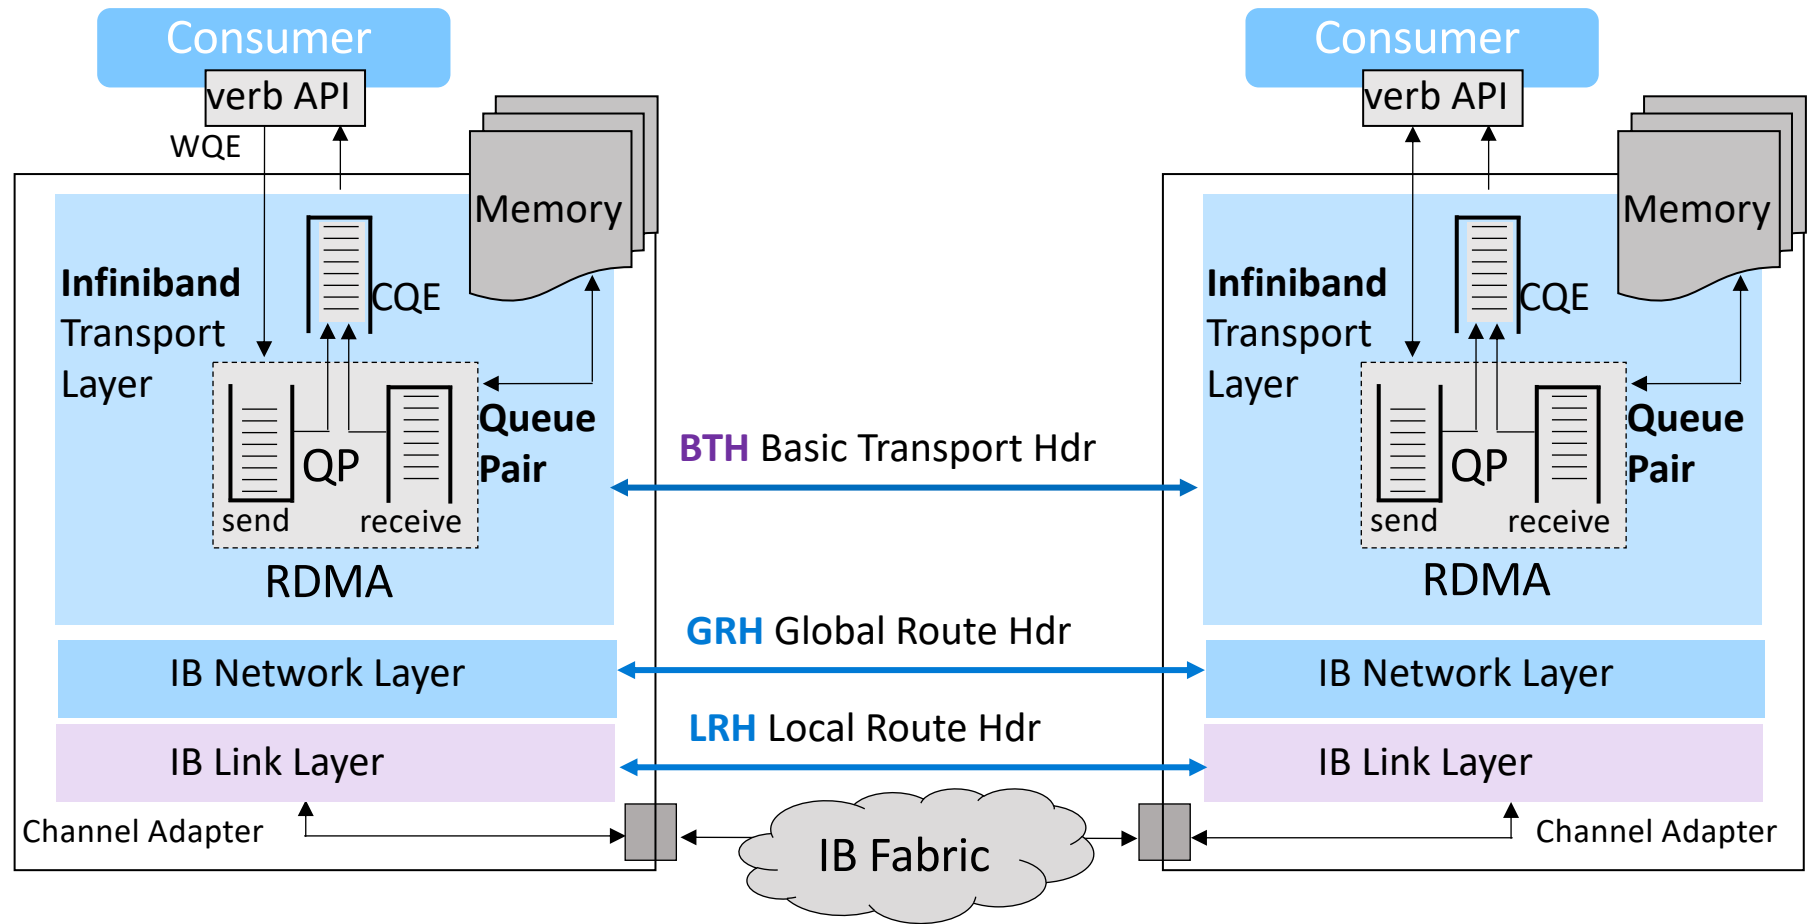 Consumer
verb API
WQE
Memory
Infiniband
Transport
Layer
CQE
Queue
Pair
QP
send
receive
RDMA
IB Network Layer
IB Link Layer
Channel Adapter
BTH Basic Transport Hdr
GRH Global Route Hdr
LRH Local Route Hdr
IB Fabric
Consumer
verb API
Memory
Infiniband
Transport
Layer
CQE
Queue
Pair
QP
send
receive
RDMA
IB Network Layer
IB Link Layer
Channel Adapter